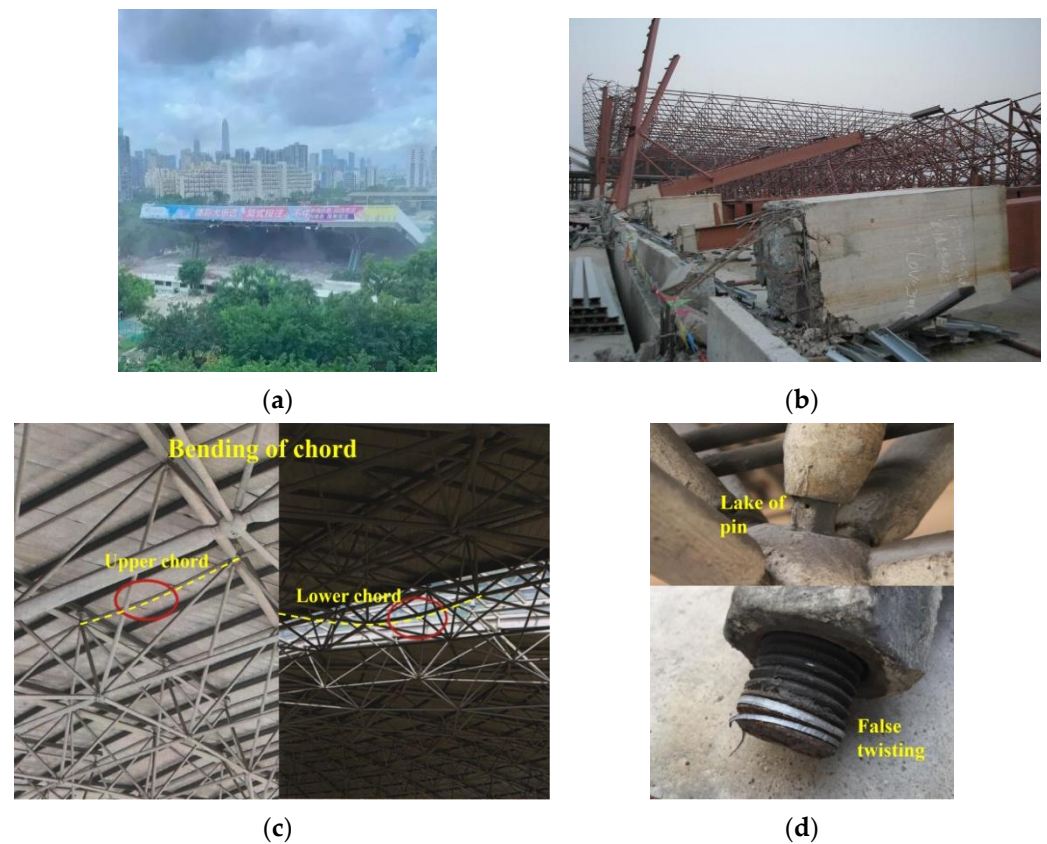 (a)
(b)
Bending of chord
Upper chord
Lower chord
(c)
Lake of
pin
False
twisting
(d)